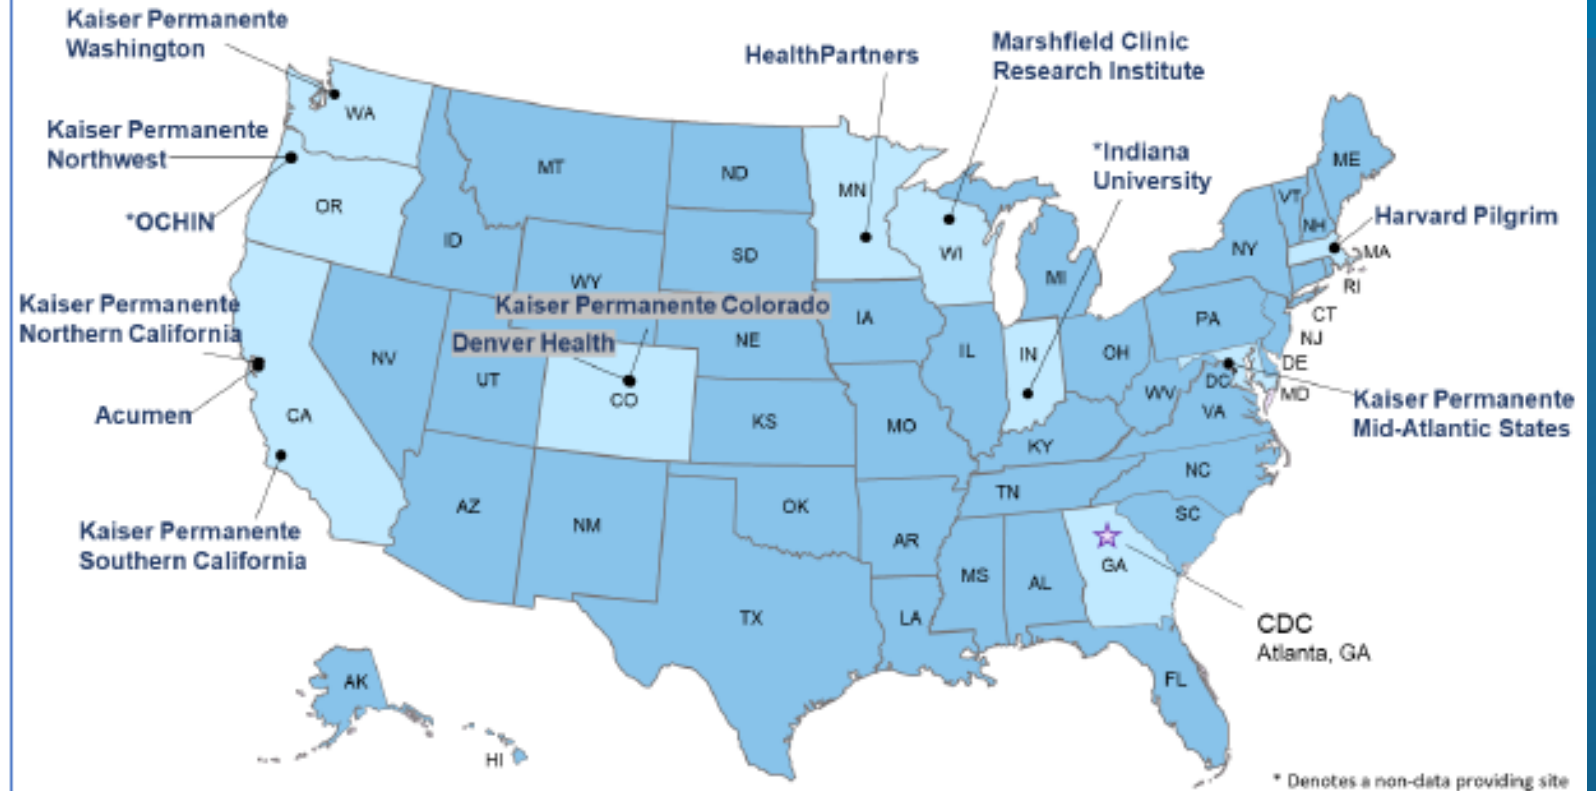 Kaiser Permanente
Washington
HealthPartners
Marshfield Clinic
Research Institute
Kaiser Permanente
Northwest
*Indiana
University
*OCHIN
Harvard Pilgrim
Kaiser Permanente
Northern California
Kaiser Permanente Colorado
Denver Health
Acumen
Kaiser Permanente
Mid-Atlantic States
Kaiser Permanente
Southern California
CDC
Atlanta, GA
WA
OR
CA
ID
NV
MT
WY
UT
AZ
CO
NM
ND
SD
NE
KS
OK
TX
MN
IA
MO
AR
LA
WI
IL
MS
MI
IN
KY
TN
AL
OH
GA
FL
SC
NC
VA
WV
DC
PA
NY
VT
NH
ME
MA
RI
CT
NJ
DE
MD
AK
HI
* Denotes a non-data providing site